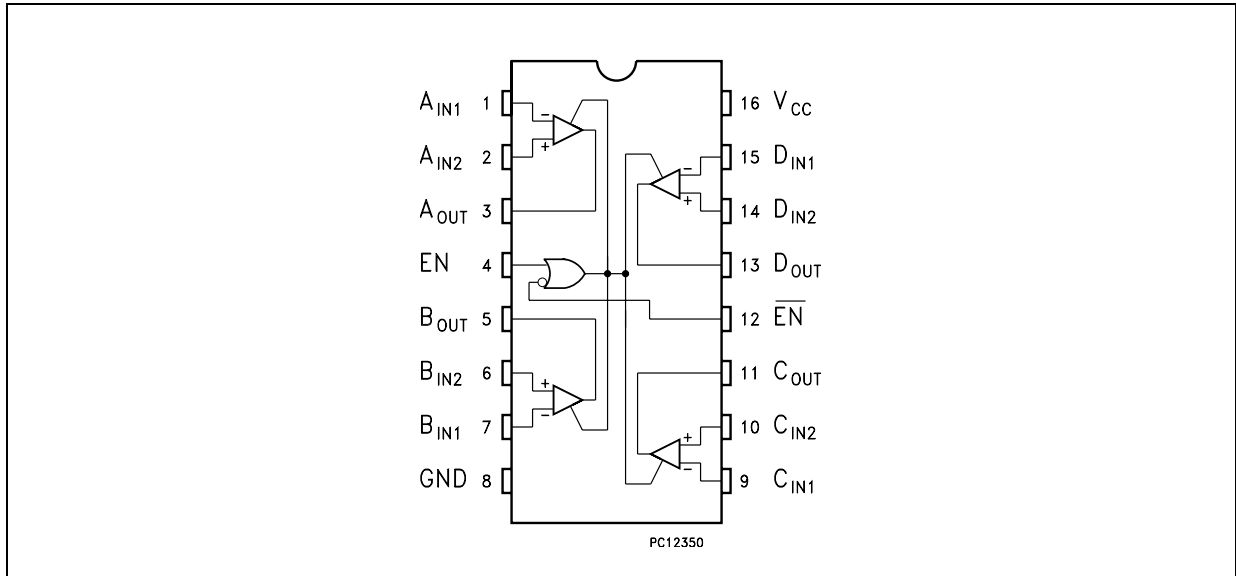 A_IN1 1
A_IN2 2
A_OUT 3
EN 4
B_OUT 5
B_IN2 6
B_IN1 7
GND 8
16 V_CC
15 D_IN1
14 D_IN2
13 D_OUT
12 E̅N̅
11 C_OUT
10 C_IN2
9 C_IN1
-
+
-
+
+
-
+
-
PC12350